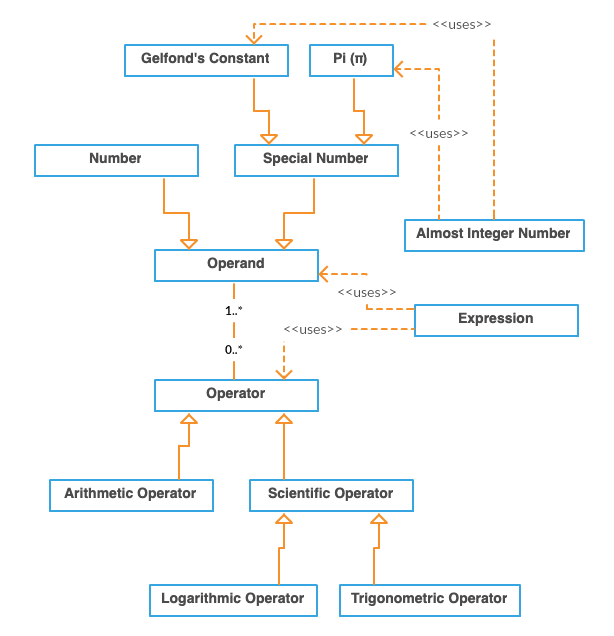 <<uses>>
Gelfond's Constant
Pi (π)
<<uses>>
Number
Special Number
Almost Integer Number
Operand
<<uses>>
1..*
Expression
<<uses>>
0..*
Operator
Arithmetic Operator
Scientific Operator
Logarithmic Operator
Trigonometric Operator